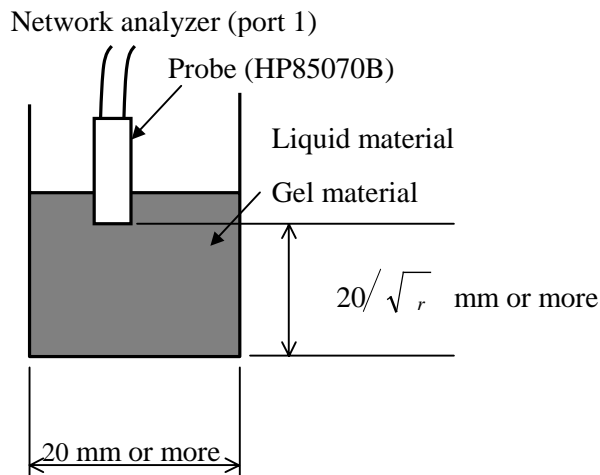 Network analyzer (port 1)
Probe (HP85070B)
Liquid material
Gel material
20/√r mm or more
20 mm or more